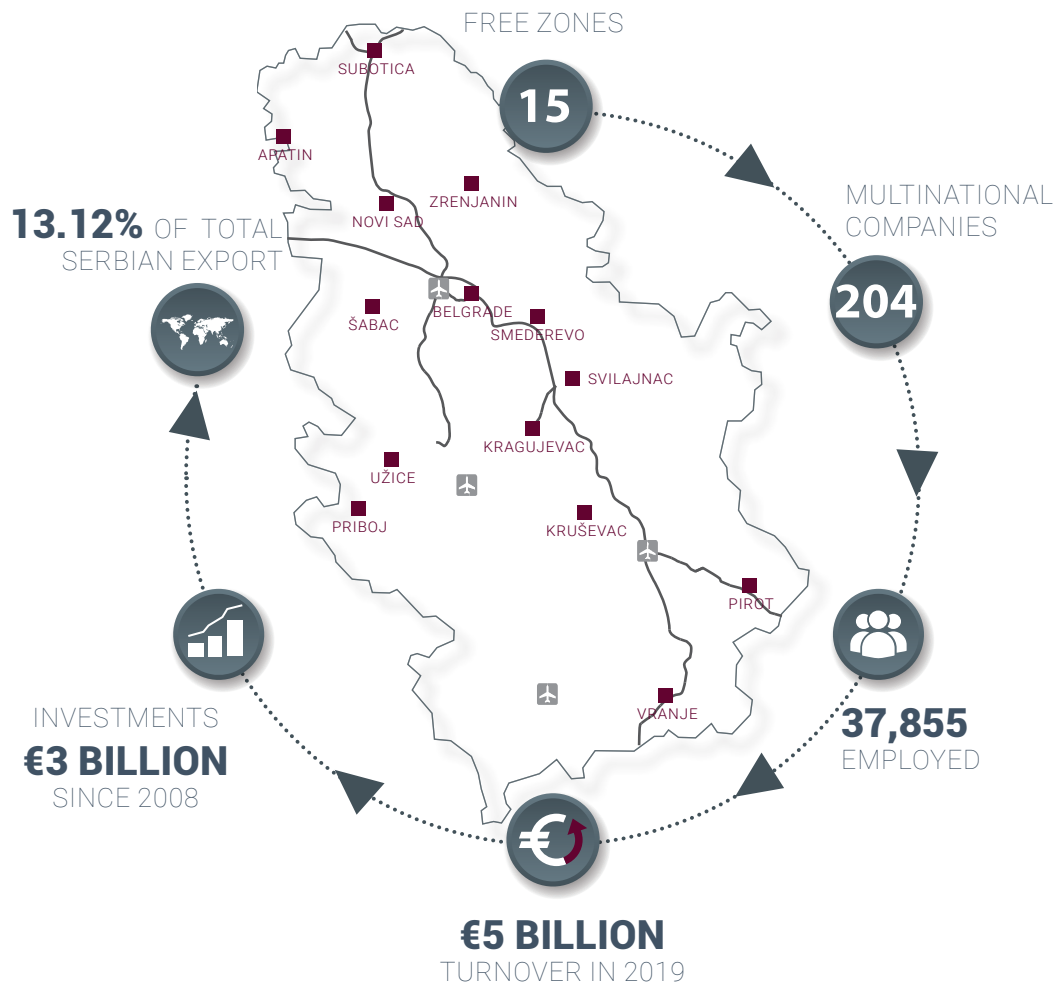 FREE ZONES
15
MULTINATIONAL
COMPANIES
204
37,855
EMPLOYED
€5 BILLION
TURNOVER IN 2019
INVESTMENTS
€3 BILLION
SINCE 2008
13.12% OF TOTAL
SERBIAN EXPORT
SUBOTICA
APATIN
ZRENJANIN
NOVI SAD
BELGRADE
ŠABAC
SMEDEREVO
SVILAJNAC
KRAGUJEVAC
UŽICE
PRIBOJ
KRUŠEVAC
PIROT
VRANJE